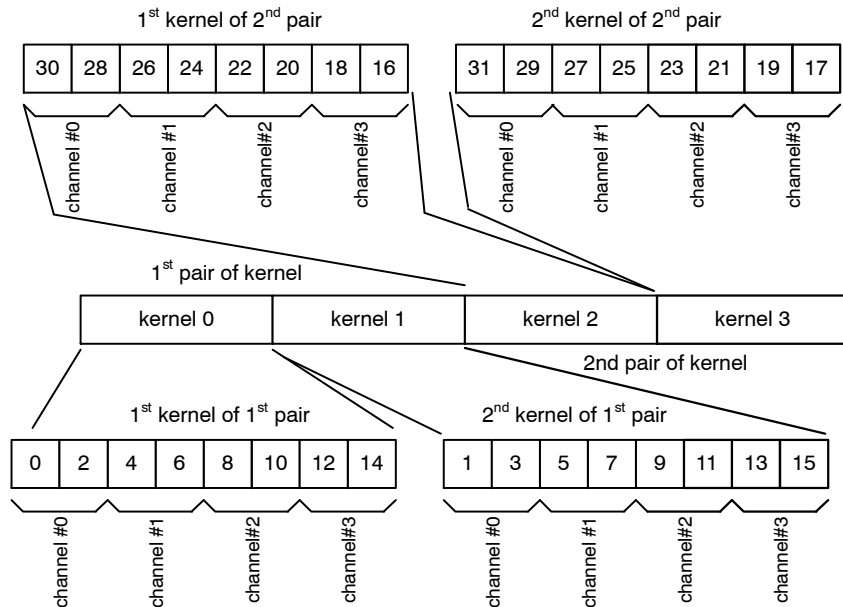 1st kernel of 2nd pair
2nd kernel of 2nd pair
30 28 26 24 22 20 18 16
31 29 27 25 23 21 19 17
channel #0
channel #1
channel#2
channel#3
channel #0
channel #1
channel#2
channel#3
1st pair of kernel
kernel 0
kernel 1
kernel 2
kernel 3
2nd pair of kernel
1st kernel of 1st pair
2nd kernel of 1st pair
0 2 4 6 8 10 12 14
1 3 5 7 9 11 13 15
channel #0
channel #1
channel#2
channel#3
channel #0
channel #1
channel#2
channel#3